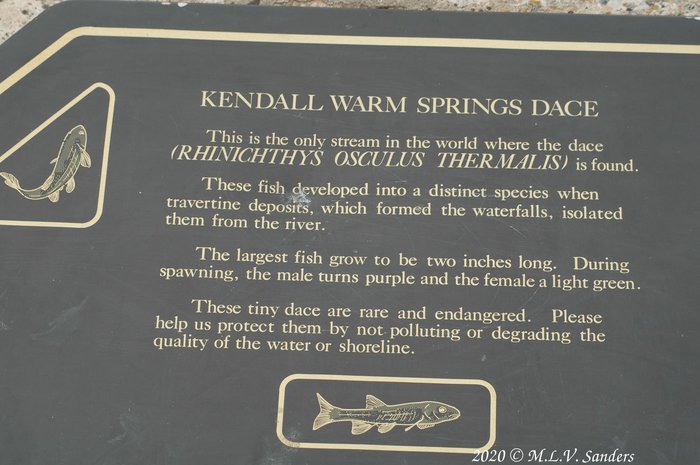 KENDALL WARM SPRINGS DACE
This is the only stream in the world where the dace
(RHINICHTHYS OSCULUS THERMALIS) is found.
These fish developed into a distinct species when
travertine deposits, which formed the waterfalls, isolated
them from the river.
The largest fish grow to be two inches long. During
spawning, the male turns purple and the female a light green.
These tiny dace are rare and endangered. Please
help us protect them by not polluting or degrading the
quality of the water or shoreline.
2020 © M.L.V. Sanders